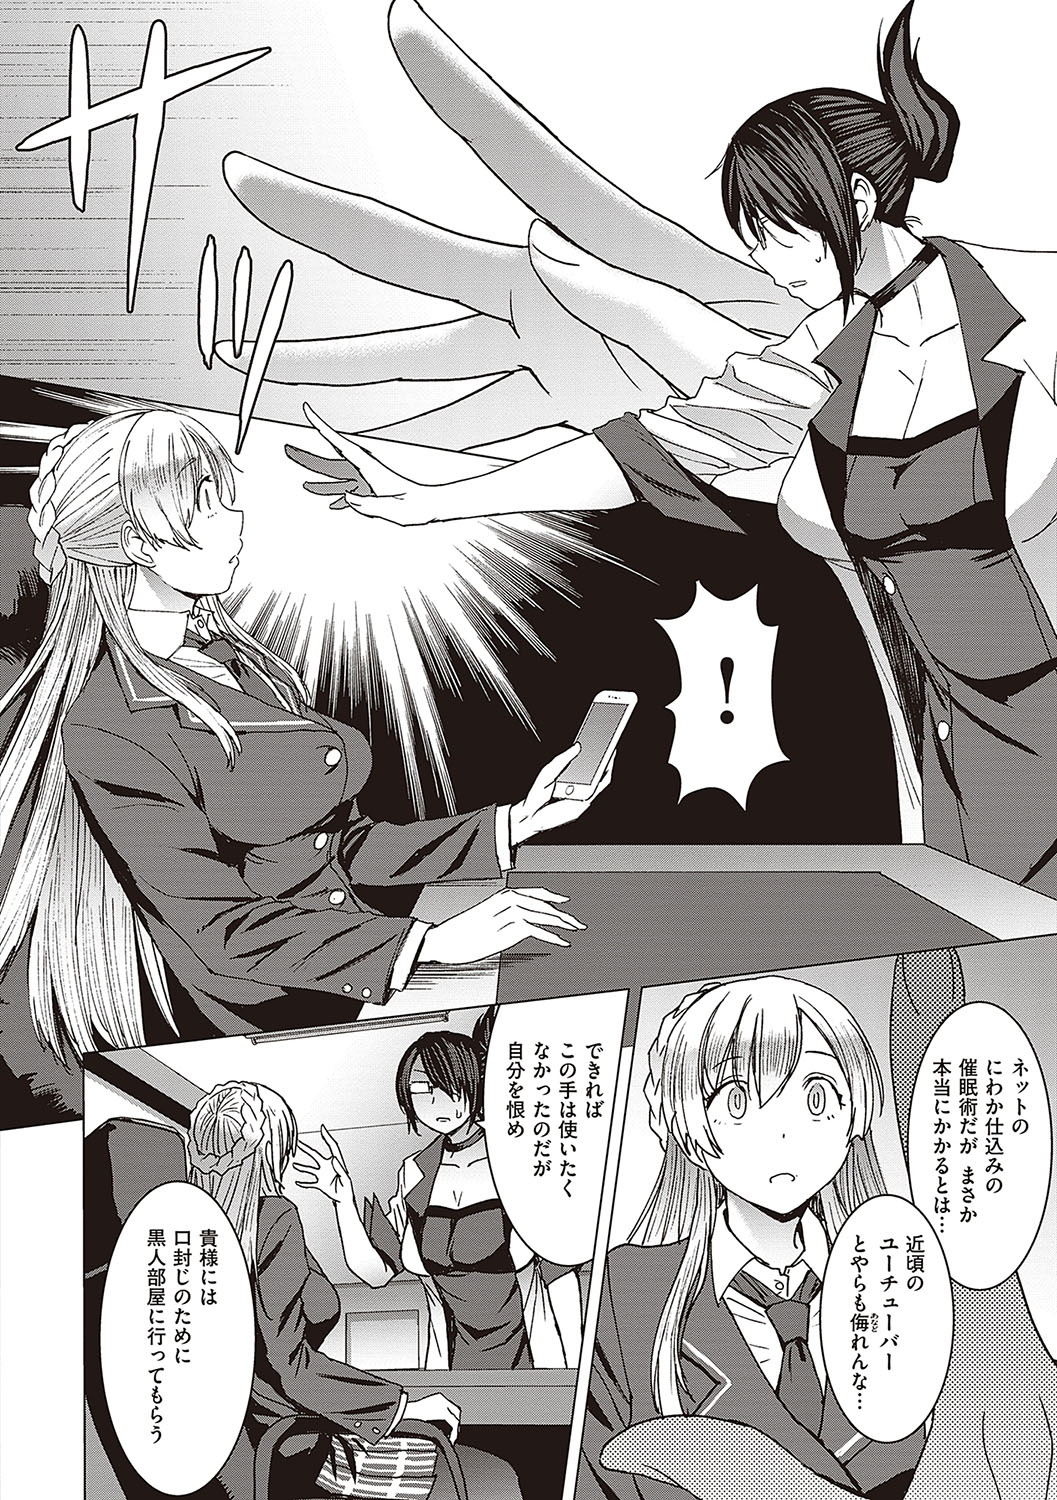 ザッ
！
ネットの
にわか仕込みの
催眠術だが まさか
本当にかかるとは…
近頃の
ユーチューバー
とやらも侮れんな…
あなど
できれば
この手は使いたく
なかったのだが
自分を恨め
貴様には
口封じのために
黒人部屋に行ってもらう